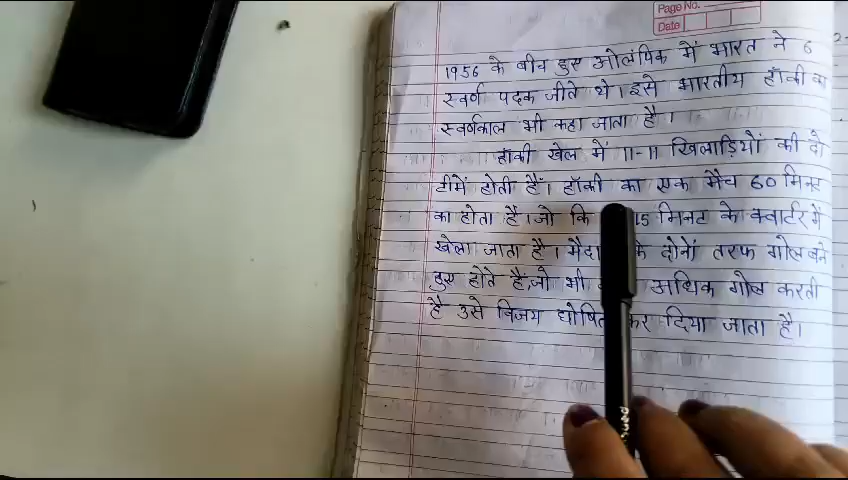 Page No.
Date
1956 के बीच हुए ओलंपिक में भारत ने 6
स्वर्ण पदक जीते थे। इसे भारतीय हॉकी का
स्वर्णकाल भी कहा जाता है।
हॉकी खेल में 11-11 खिलाड़ियों की दो
टीमें होती हैं। हॉकी का एक मैच 60 मिनट
का होता है। जो कि 15 मिनट के क्वार्टर में
खेला जाता है। के दोनों तरफ गोल बने
हुए होते हैं, जो भी अधिक गोल करती
है उसे विजय घोषित कर दिया जाता है।